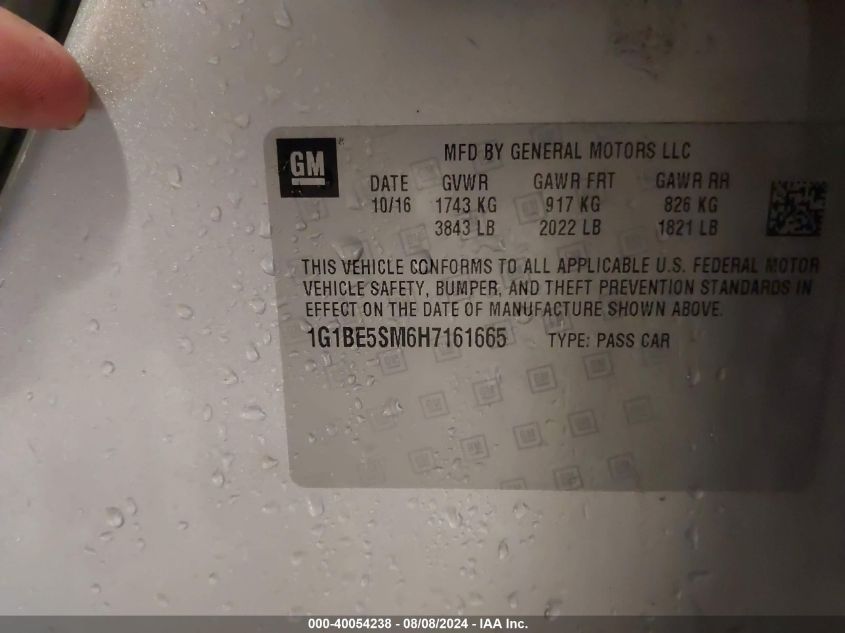 GM ®
MFD BY GENERAL MOTORS LLC
DATE GVWR GAWR FRT GAWR RR
10/16 1743 KG 917 KG 826 KG
3843 LB 2022 LB 1821 LB
THIS VEHICLE CONFORMS TO ALL APPLICABLE U.S. FEDERAL MOTOR
VEHICLE SAFETY, BUMPER, AND THEFT PREVENTION STANDARDS IN
EFFECT ON THE DATE OF MANUFACTURE SHOWN ABOVE.
1G1BE5SM6H7161665 TYPE: PASS CAR
000-40054238 - 08/08/2024 - IAA Inc.